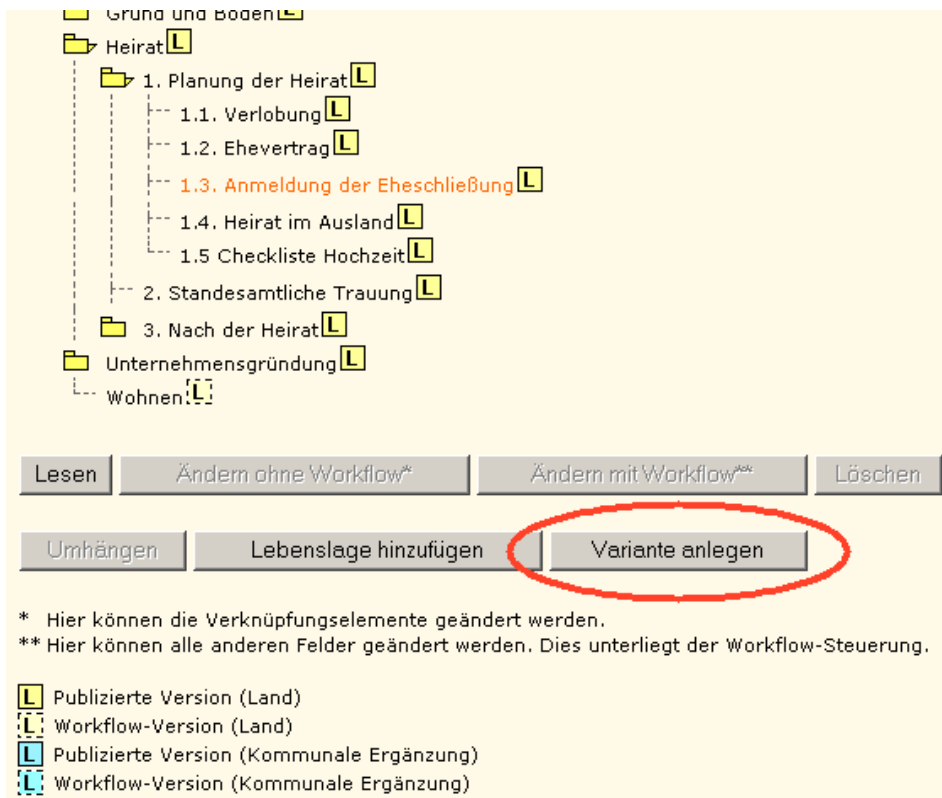 Grund und Boden L
Heirat L
1. Planung der Heirat L
1.1. Verlobung L
1.2. Ehevertrag L
1.3. Anmeldung der Eheschließung L
1.4. Heirat im Ausland L
1.5 Checkliste Hochzeit L
2. Standesamtliche Trauung L
3. Nach der Heirat L
Unternehmensgründung L
Wohnen L
Lesen Ändern ohne Workflow* Ändern mit Workflow** Löschen
Umhängen Lebenslage hinzufügen Variante anlegen
* Hier können die Verknüpfungselemente geändert werden.
** Hier können alle anderen Felder geändert werden. Dies unterliegt der Workflow-Steuerung.
L Publizierte Version (Land)
L Workflow-Version (Land)
L Publizierte Version (Kommunale Ergänzung)
L Workflow-Version (Kommunale Ergänzung)